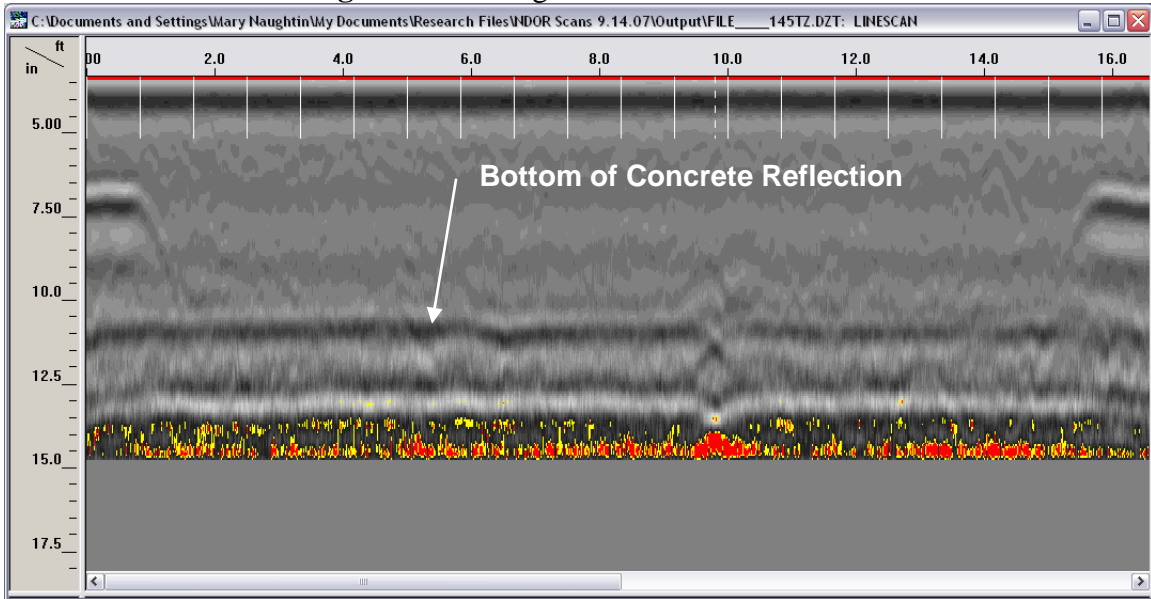 C:\Documents and Settings\Mary Naughtin\My Documents\Research Files\NDOR Scans 9.14.07\Output\FILE____145TZ.DZT: LINESCAN
ft
in
00 2.0 4.0 6.0 8.0 10.0 12.0 14.0 16.0
5.00
Bottom of Concrete Reflection
7.50
10.0
12.5
15.0
17.5